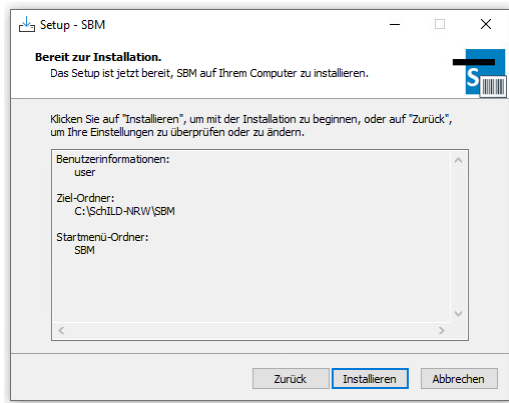 Setup - SBM
Bereit zur Installation.
Das Setup ist jetzt bereit, SBM auf Ihrem Computer zu installieren.
S
Klicken Sie auf "Installieren", um mit der Installation zu beginnen, oder auf "Zurück",
um Ihre Einstellungen zu überprüfen oder zu ändern.
Benutzerinformationen:
user
Ziel-Ordner:
C:\SchILD-NRW\SBM
Startmenü-Ordner:
SBM
Zurück
Installieren
Abbrechen